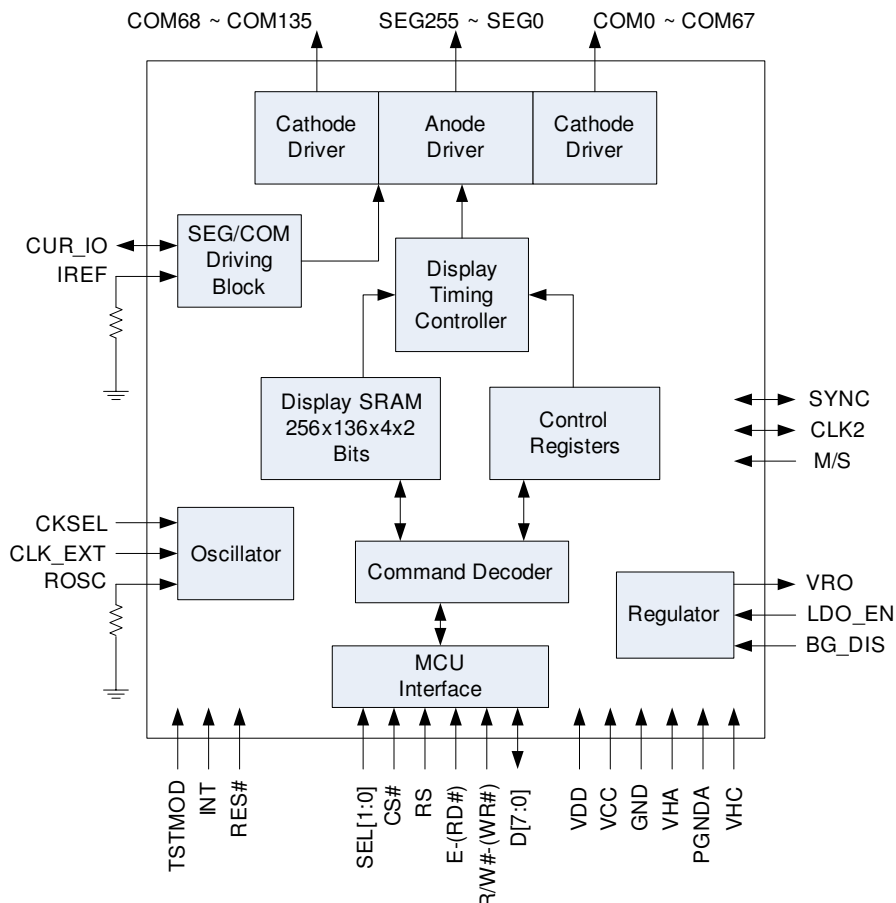 COM68 ~ COM135
SEG255 ~ SEG0
COM0 ~ COM67
Cathode
Driver
Anode
Driver
Cathode
Driver
SEG/COM
Driving
Block
CUR_IO
IREF
Display
Timing
Controller
Display SRAM
256x136x4x2
Bits
Control
Registers
SYNC
CLK2
M/S
CKSEL
CLK_EXT
ROSC
Oscillator
Command Decoder
Regulator
VRO
LDO_EN
BG_DIS
MCU
Interface
TSTMOD
INT
RES#
SEL[1:0]
CS#
RS
E-(RD#)
R/W#-(WR#)
D[7:0]
VDD
VCC
GND
VHA
PGNDA
VHC